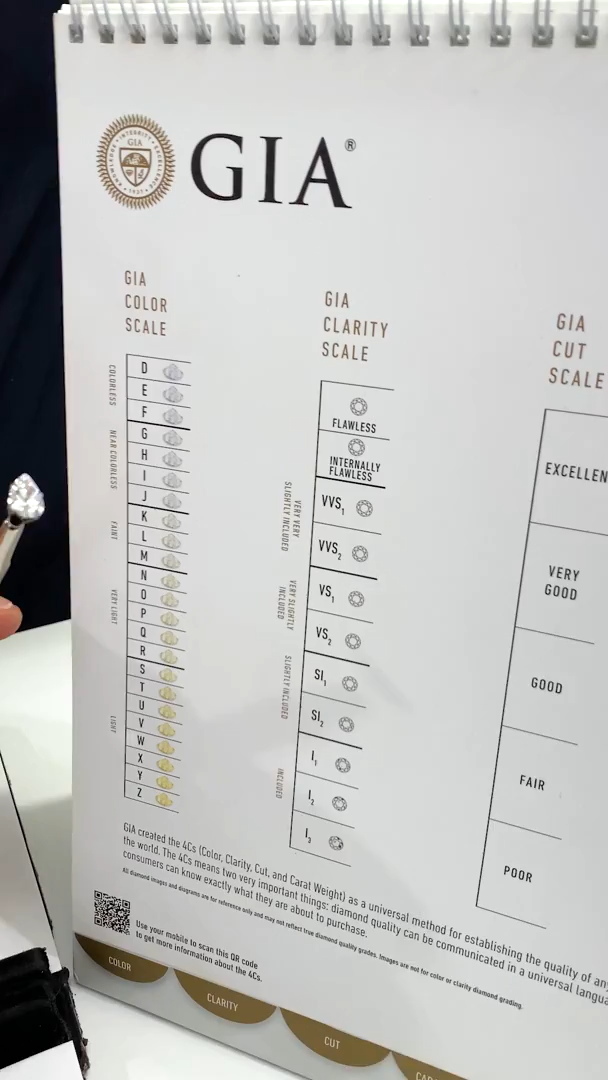 GIA®
GIA
COLOR
SCALE
COLORLESS
D
E
F
NEAR COLORLESS
G
H
I
J
FAINT
K
L
M
VERY LIGHT
N
O
P
Q
R
LIGHT
S
T
U
V
W
X
Y
Z
GIA
CLARITY
SCALE
FLAWLESS
INTERNALLY
FLAWLESS
VERY VERY
SLIGHTLY INCLUDED
VVS₁
VVS₂
VERY SLIGHTLY
INCLUDED
VS₁
VS₂
SLIGHTLY INCLUDED
SI₁
SI₂
INCLUDED
I₁
I₂
I₃
GIA
CUT
SCALE
EXCELLEN
VERY
GOOD
GOOD
FAIR
POOR
GIA created the 4Cs (Color, Clarity, Cut, and Carat Weight) as a universal method for establishing the quality of any
the world. The 4Cs means two very important things: diamond quality can be communicated in a universal langua
consumers can know exactly what they are about to purchase.
All diamond images and diagrams are for reference only and may not reflect true diamond quality grades. Images are not for color or clarity diamond grading.
Use your mobile to scan this QR code
to get more information about the 4Cs.
COLOR
CLARITY
CUT
CAR